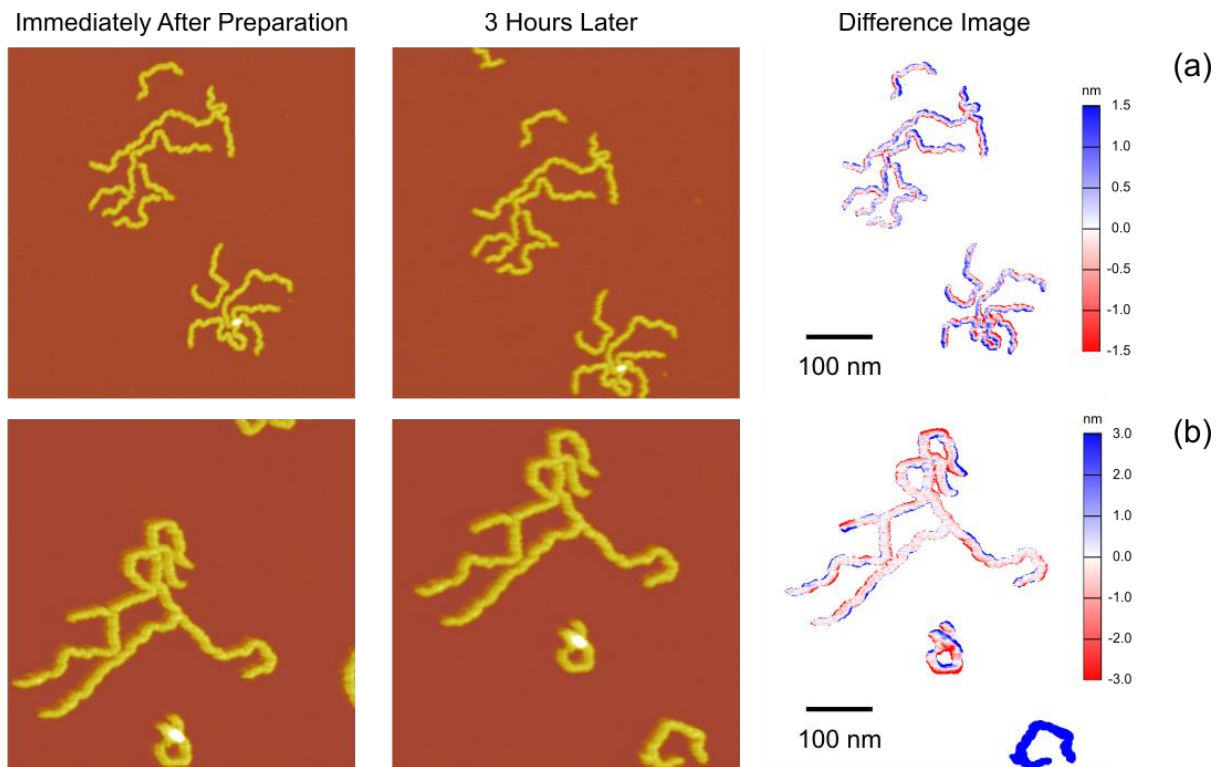 Immediately After Preparation
3 Hours Later
Difference Image
(a)
nm
1.5
1.0
0.5
0.0
-0.5
-1.0
-1.5
100 nm
(b)
nm
3.0
2.0
1.0
0.0
-1.0
-2.0
-3.0
100 nm